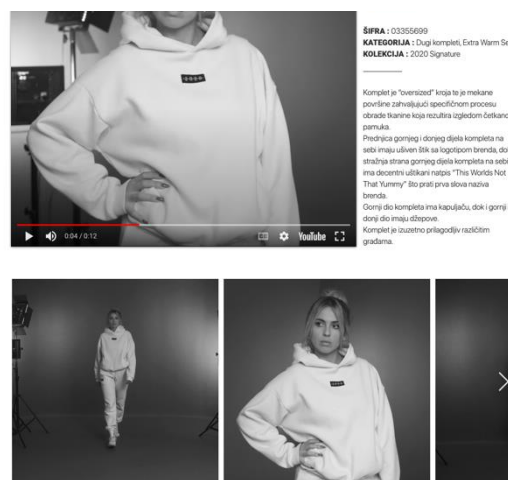 ŠIFRA : 03355699
KATEGORIJA : Dugi kompleti, Extra Warm Se
KOLEKCIJA : 2020 Signature
Komplet je "oversized" kroja te je mekane
površine zahvaljujući specifičnom procesu
obrade tkanine koja rezultira izgledom četkanog
pamuka.
Prednjica gornjeg i donjeg dijela kompleta na
sebi imaju ušiven štik sa logotipom brenda, dok
stražnja strana gornjeg dijela kompleta na sebi
ima decentni uštikani natpis "This Worlds Not
That Yummy" što prati prva slova naziva
brenda.
Gornji dio kompleta ima kapuljaču, dok i gornji i
donji dio imaju džepove.
Komplet je izuzetno prilagodljiv različitim
građama.
0:04 / 0:12
YouTube